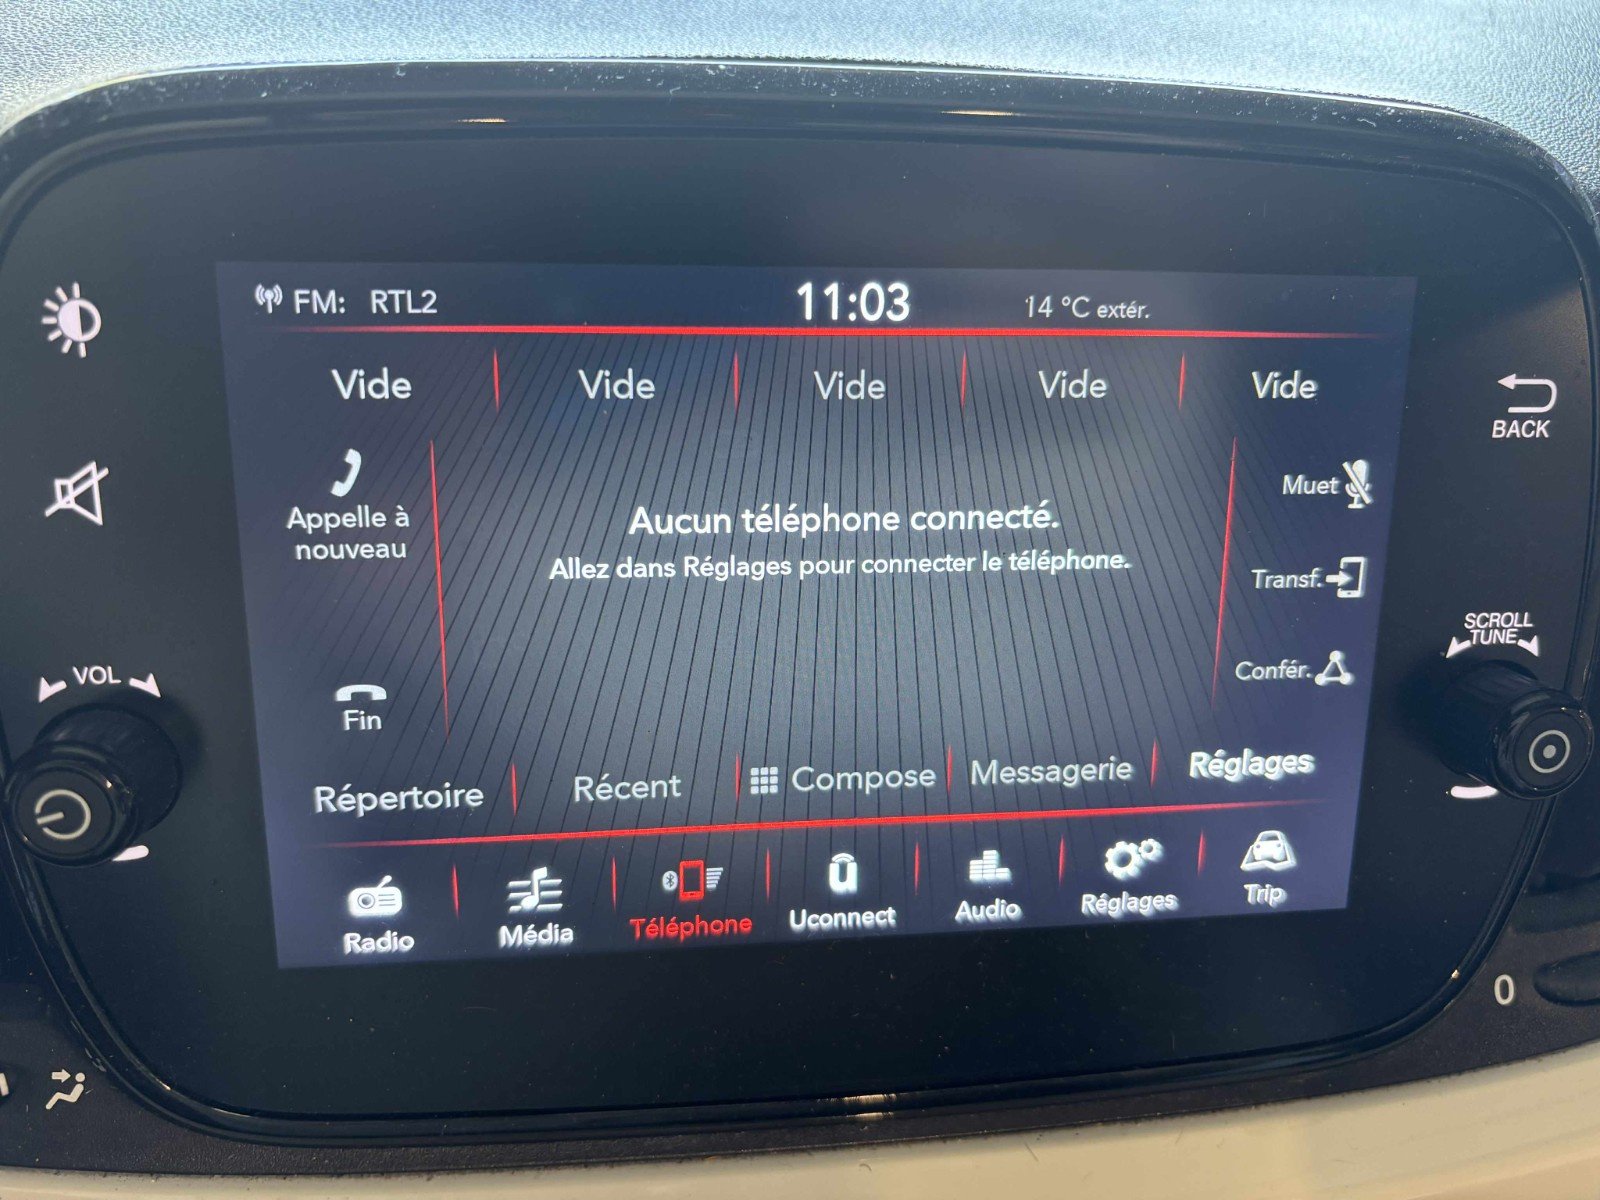 FM: RTL2
11:03
14 °C extér.
Vide Vide Vide Vide Vide
BACK
Appelle à
nouveau
Aucun téléphone connecté.
Allez dans Réglages pour connecter le téléphone.
Muet
Transf.
Confér.
SCROLL
TUNE
VOL
Fin
Répertoire Récent Compose Messagerie Réglages
Radio Média Téléphone Uconnect Audio Réglages Trip
0